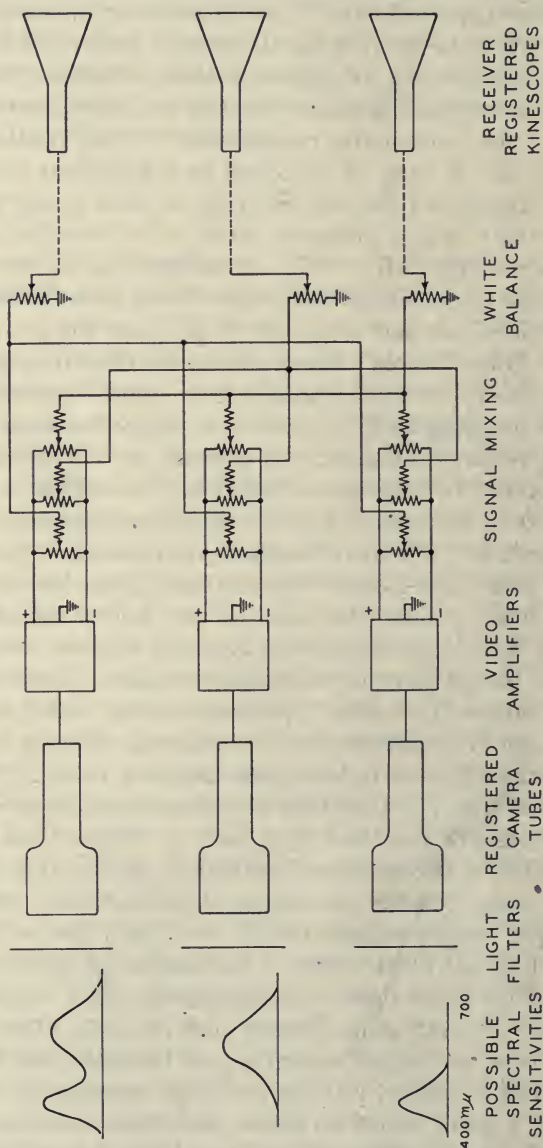 RECEIVER
REGISTERED
KINESCOPES
WHITE
BALANCE
SIGNAL MIXING
VIDEO
AMPLIFIERS
REGISTERED
CAMERA
TUBES
LIGHT
FILTERS
POSSIBLE
SPECTRAL
SENSITIVITIES
400mμ 700
+
−
+
−
+
−